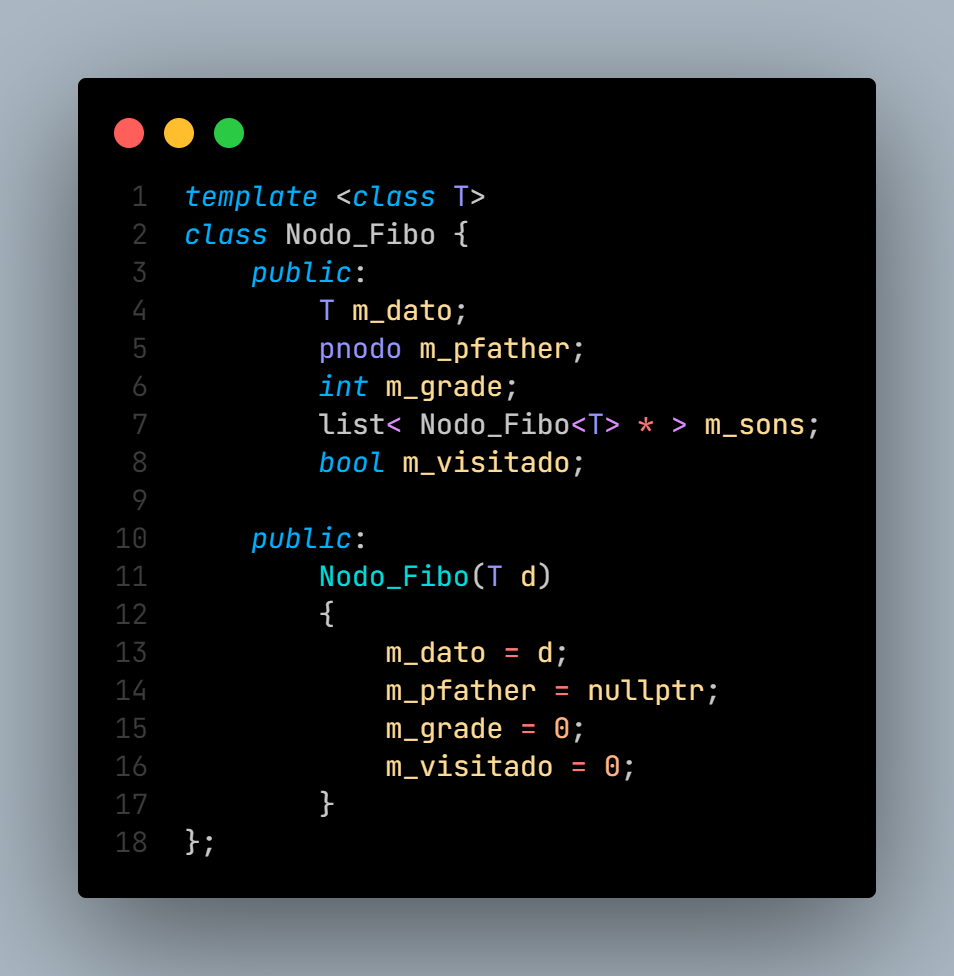 1 template <class T>
2 class Nodo_Fibo {
3     public:
4         T m_dato;
5         pnodo m_pfather;
6         int m_grade;
7         list< Nodo_Fibo<T> * > m_sons;
8         bool m_visitado;
9
10     public:
11         Nodo_Fibo(T d)
12         {
13             m_dato = d;
14             m_pfather = nullptr;
15             m_grade = 0;
16             m_visitado = 0;
17         }
18 };